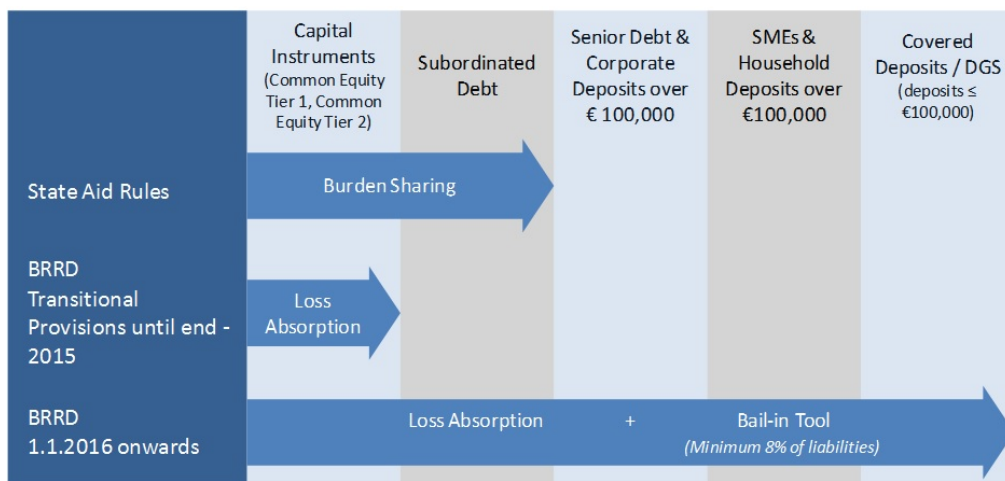 Capital
Instruments
(Common Equity
Tier 1, Common
Equity Tier 2)
Subordinated
Debt
Senior Debt &
Corporate
Deposits over
€ 100,000
SMEs &
Household
Deposits over
€100,000
Covered
Deposits / DGS
(deposits ≤
€100,000)
State Aid Rules
Burden Sharing
BRRD
Transitional
Provisions until end -
2015
Loss
Absorption
BRRD
1.1.2016 onwards
Loss Absorption + Bail-in Tool
(Minimum 8% of liabilities)